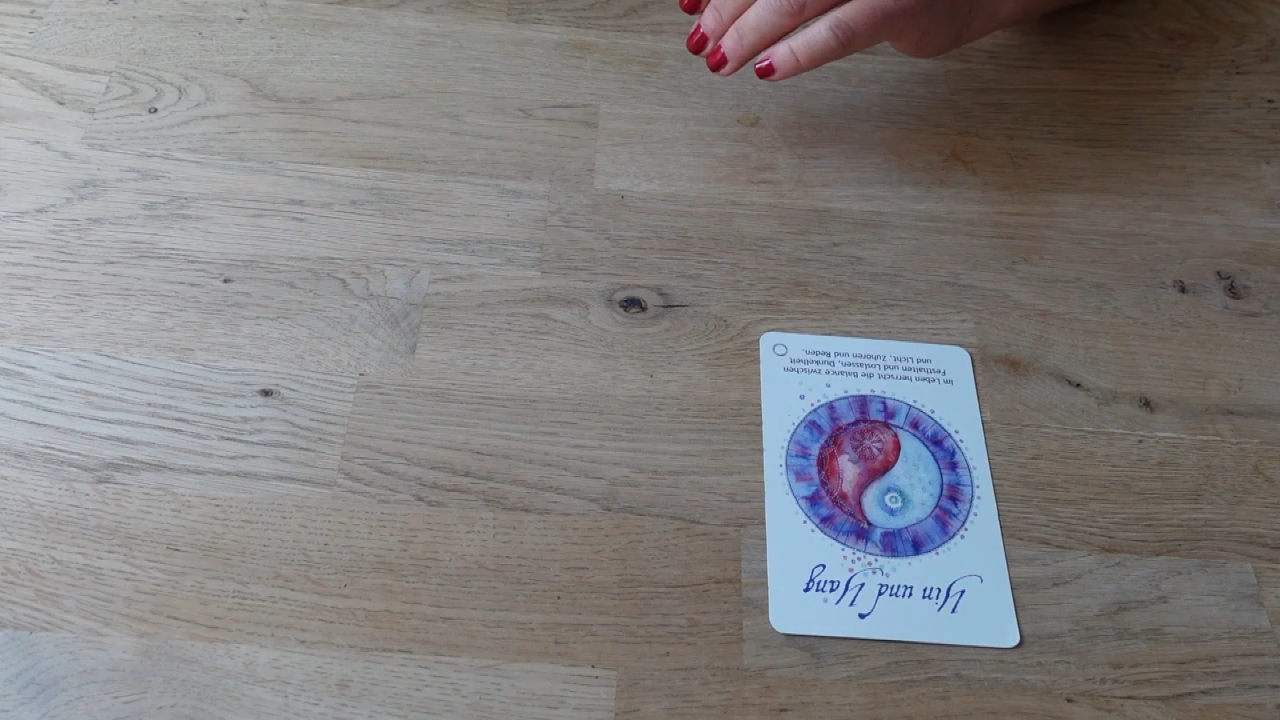 Yin und Yang
im Leben herrscht die Balance zwischen
Festhalten und Loslassen, Dunkelheit
und Licht, Zuhören und Reden.